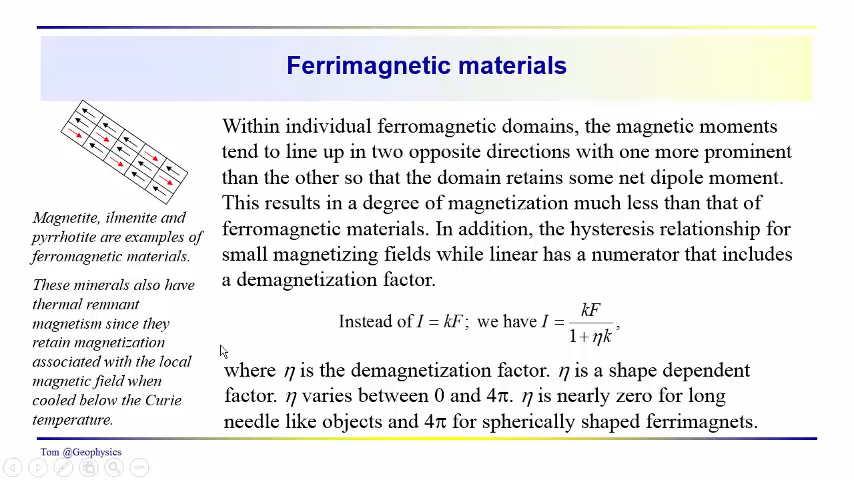 Ferrimagnetic materials
Within individual ferromagnetic domains, the magnetic moments
tend to line up in two opposite directions with one more prominent
than the other so that the domain retains some net dipole moment.
This results in a degree of magnetization much less than that of
ferromagnetic materials. In addition, the hysteresis relationship for
small magnetizing fields while linear has a numerator that includes
a demagnetization factor.
Instead of I = kF; we have I = kF / 1+ηk,
where η is the demagnetization factor. η is a shape dependent
factor. η varies between 0 and 4π. η is nearly zero for long
needle like objects and 4π for spherically shaped ferrimagnets.
Magnetite, ilmenite and
pyrrhotite are examples of
ferromagnetic materials.
These minerals also have
thermal remnant
magnetism since they
retain magnetization
associated with the local
magnetic field when
cooled below the Curie
temperature.
Tom @Geophysics